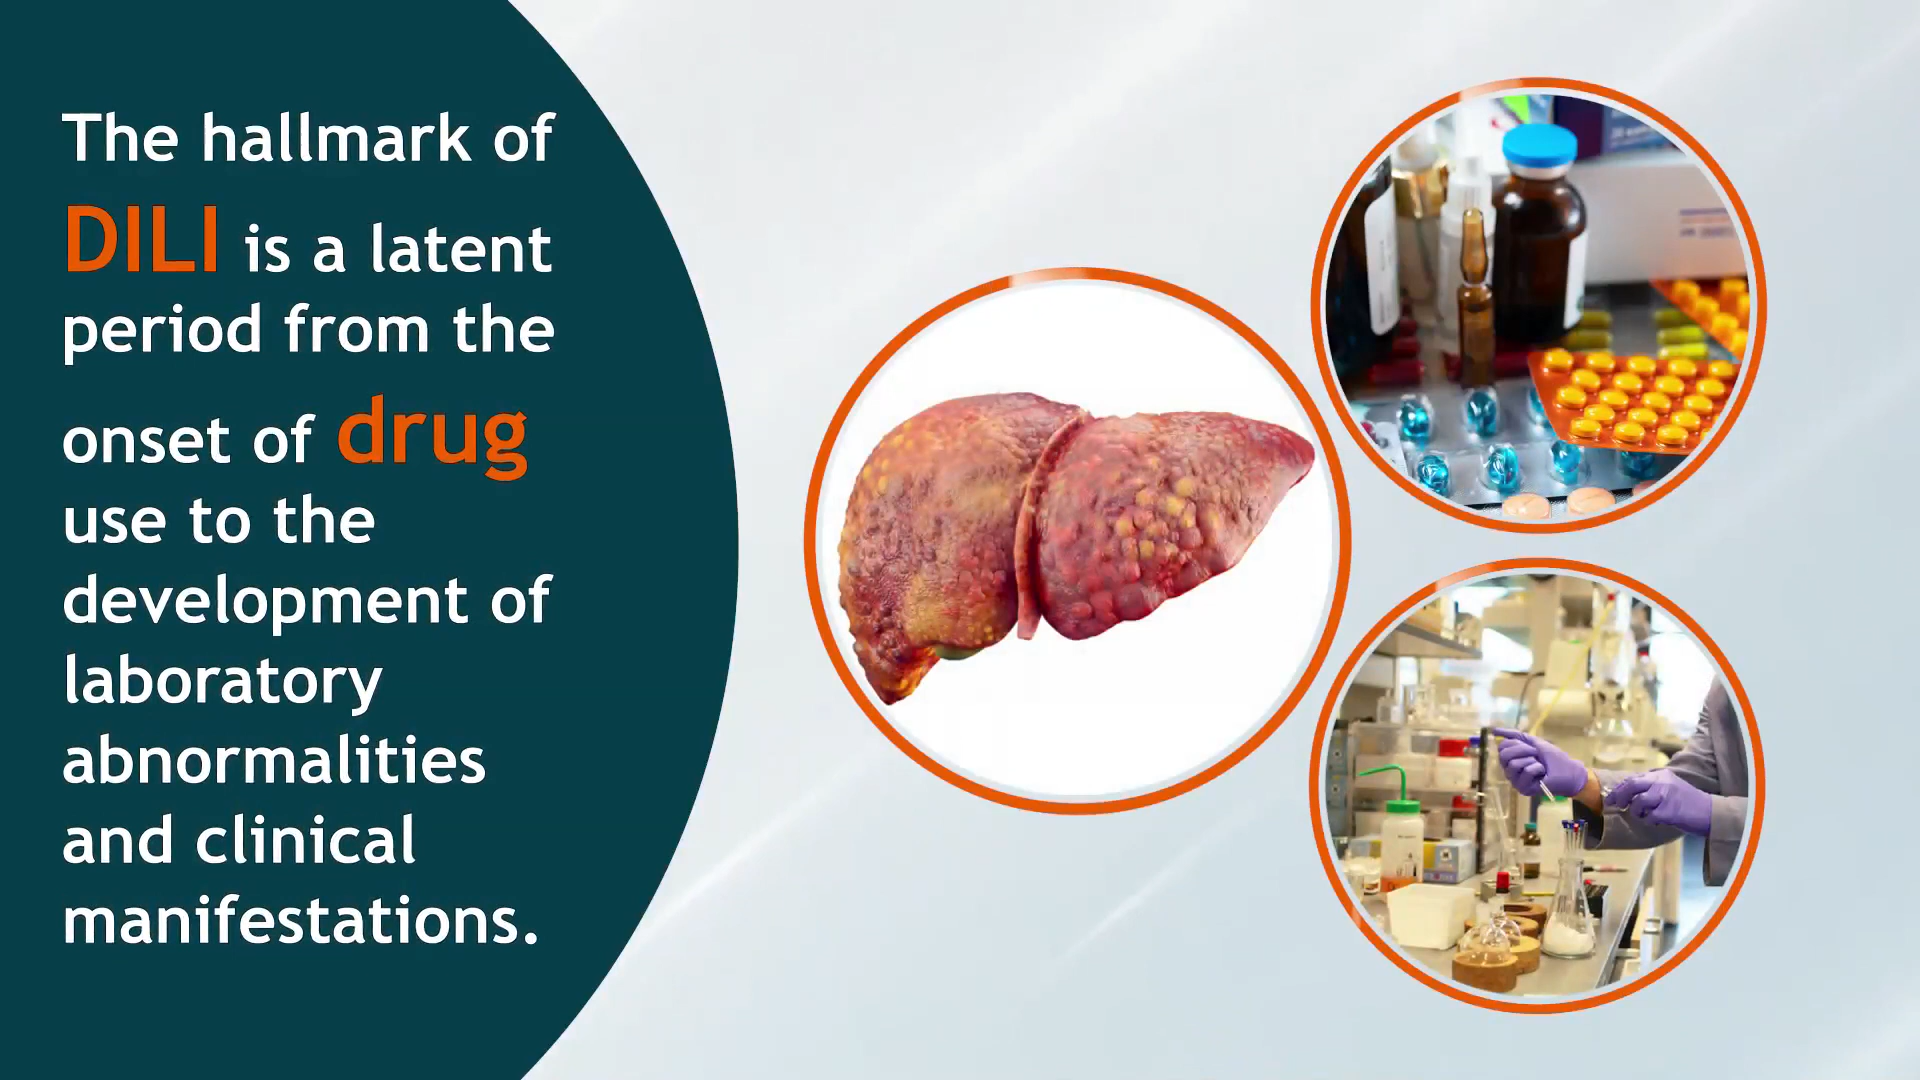 The hallmark of
DILI is a latent
period from the
onset of drug
use to the
development of
laboratory
abnormalities
and clinical
manifestations.